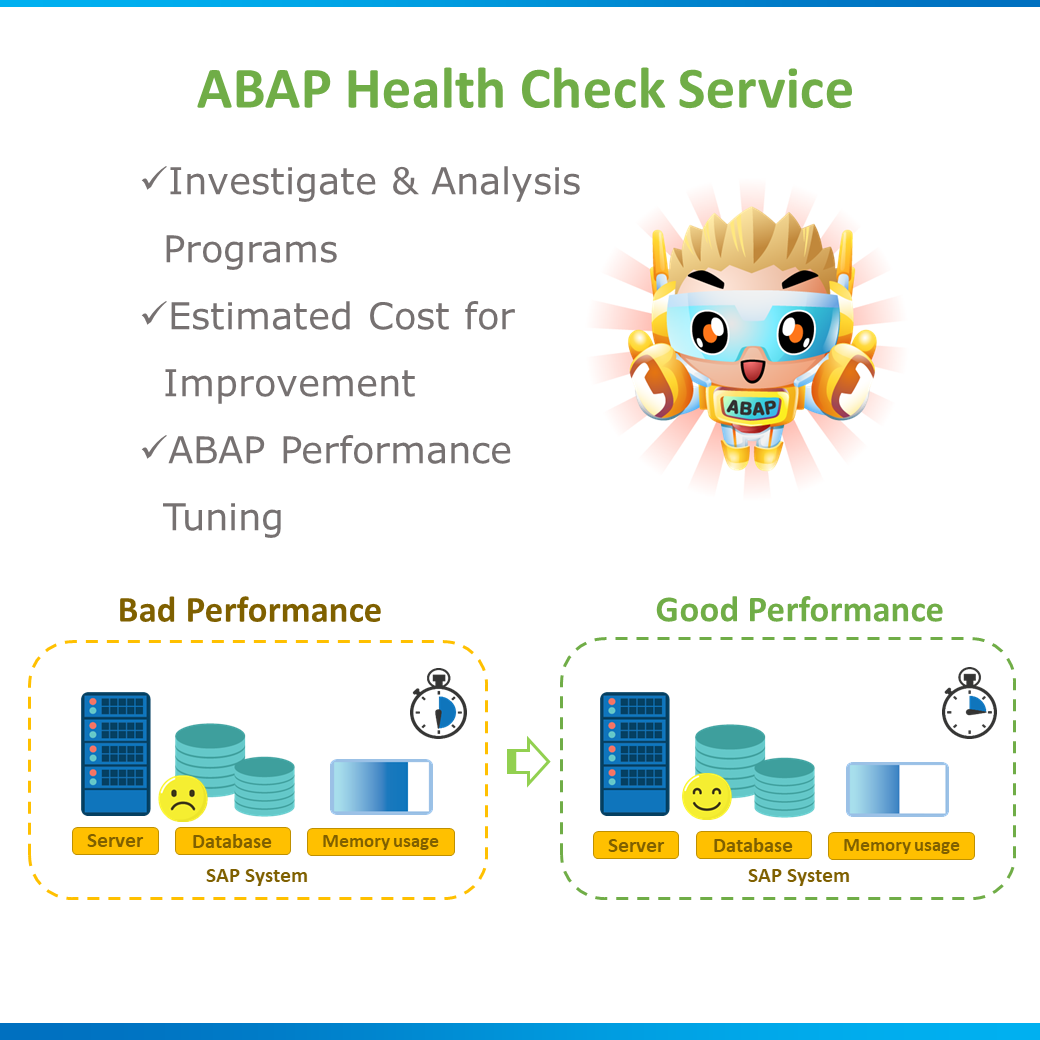 ABAP Health Check Service
✓Investigate & Analysis
Programs
✓Estimated Cost for
Improvement
✓ABAP Performance
Tuning
ABAP
Bad Performance
Server
Database
Memory usage
SAP System
Good Performance
Server
Database
Memory usage
SAP System